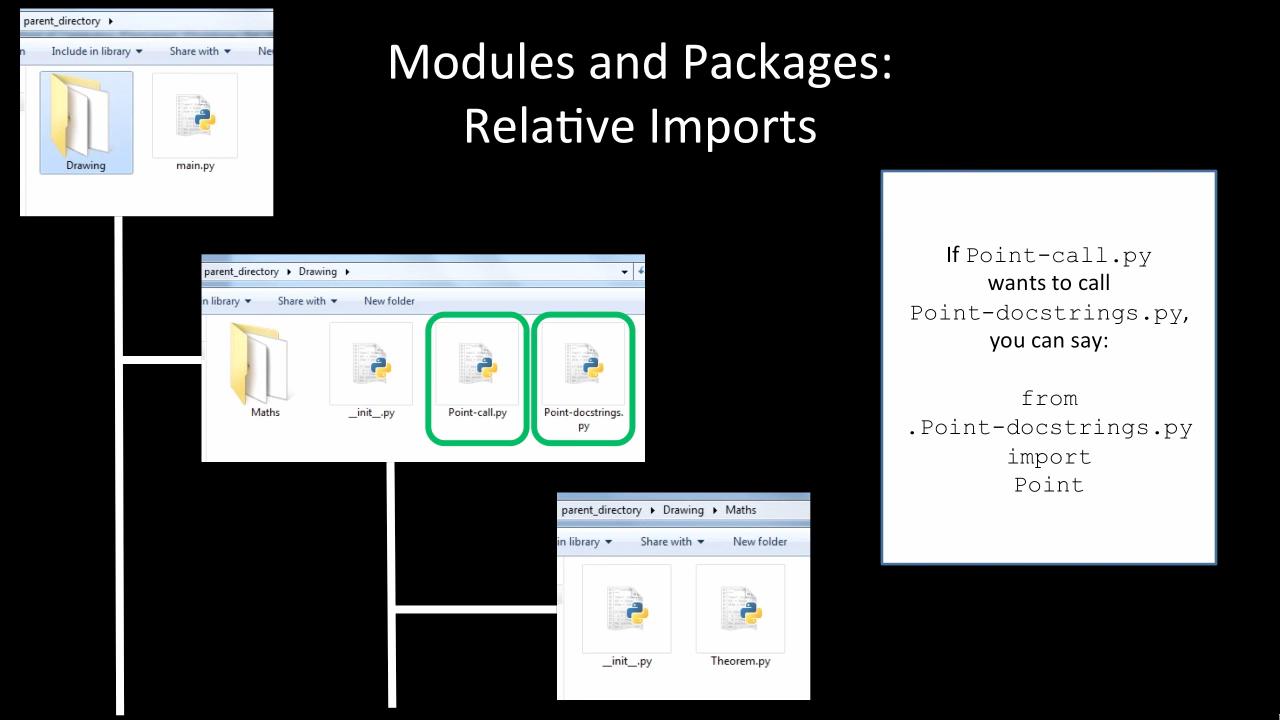 parent_directory
Include in library Share with Ne
Drawing main.py
Modules and Packages:
Relative Imports
parent_directory Drawing
n library Share with New folder
Maths __init__.py Point-call.py Point-docstrings.
py
parent_directory Drawing Maths
in library Share with New folder
__init__.py Theorem.py
If Point-call.py
wants to call
Point-docstrings.py,
you can say:
from
.Point-docstrings.py
import
Point